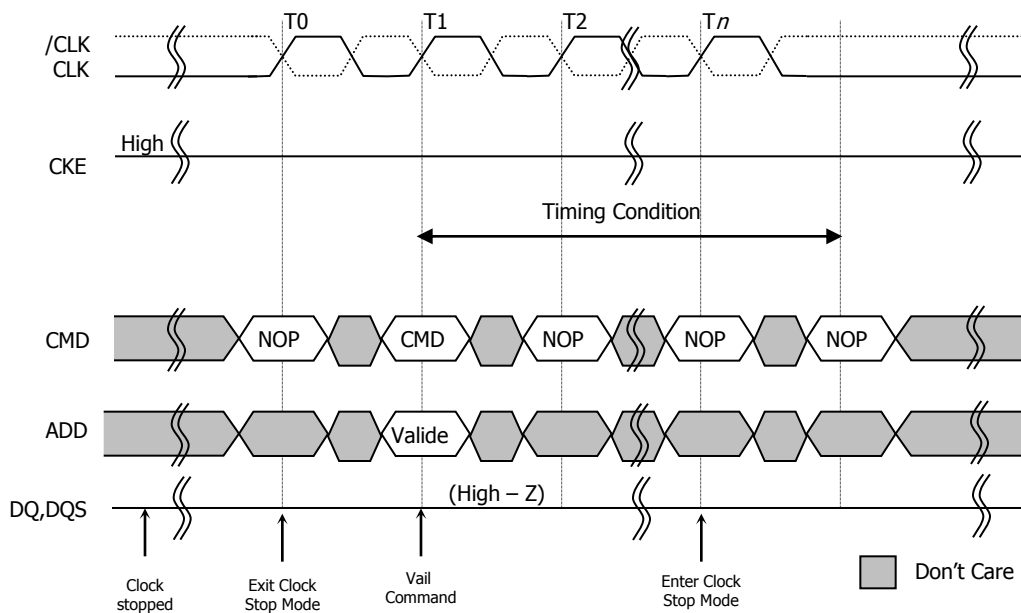 T0 T1 T2 Tn
/CLK
CLK
High
CKE
Timing Condition
CMD NOP CMD NOP NOP NOP
ADD Valide
(High – Z)
DQ,DQS
Clock
stopped
Exit Clock
Stop Mode
Vail
Command
Enter Clock
Stop Mode
Don't Care